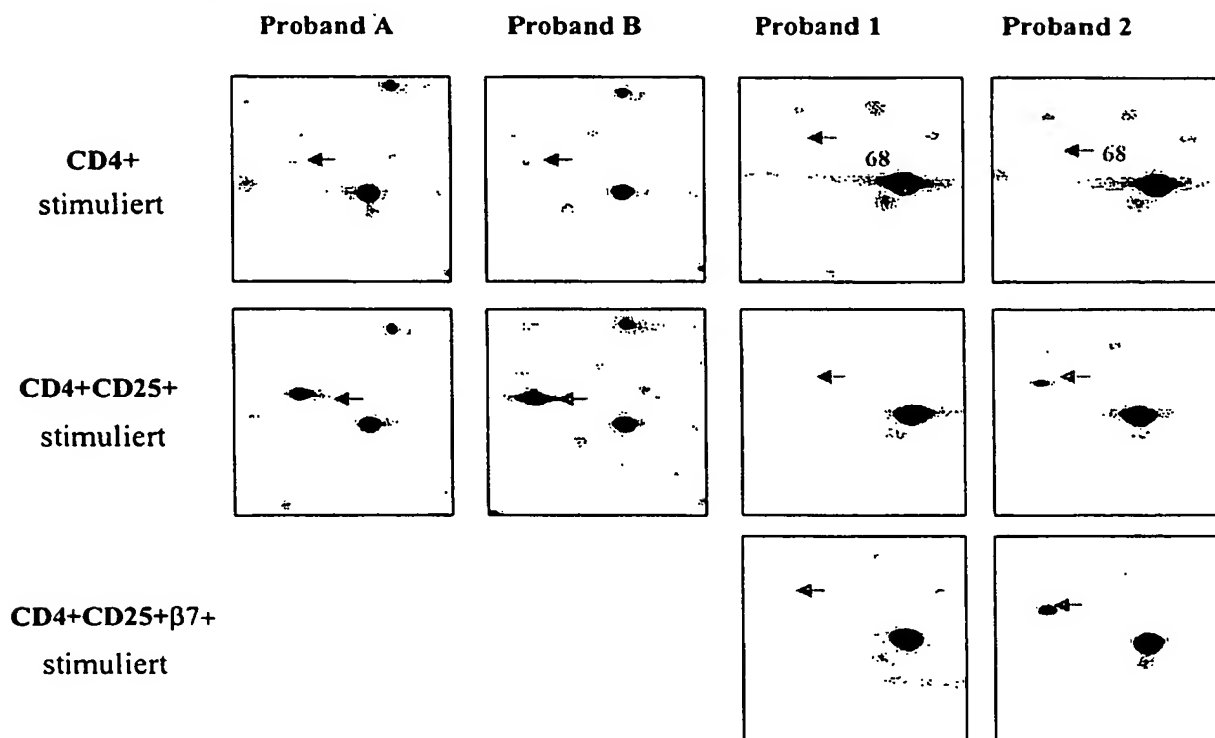 Proband A Proband B Proband 1 Proband 2
CD4+
stimuliert
68 68
CD4+CD25+
stimuliert
CD4+CD25+β7+
stimuliert